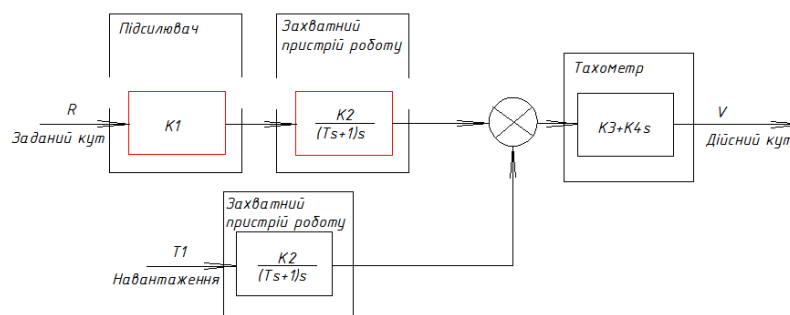 Підсилювач
Захватний
пристрій роботу
Тахометр
R
Заданий кут
K1
K2
(Ts+1)s
K3+K4s
V
Дійсний кут
Захватний
пристрій роботу
T1
Навантаження
K2
(Ts+1)s